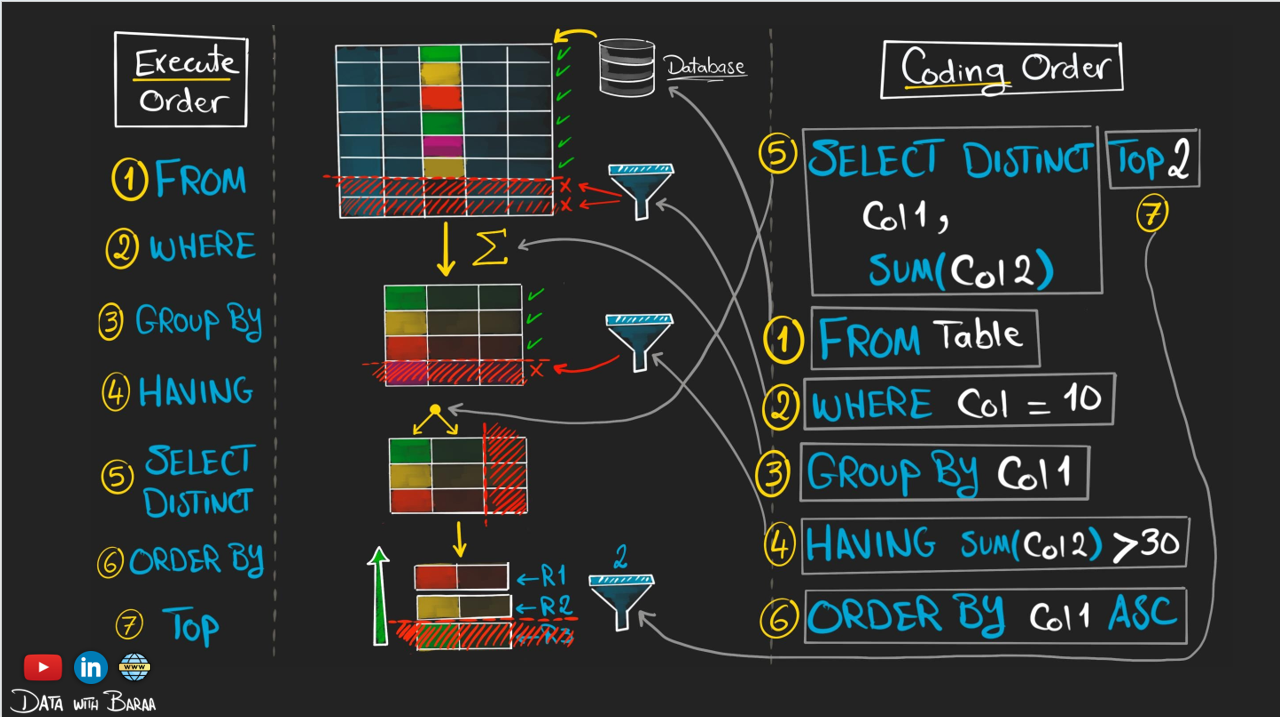 Execute
Order
① FROM
② WHERE
③ GROUP BY
④ HAVING
⑤ SELECT
DISTINCT
⑥ ORDER BY
⑦ TOP
Database
Σ
2
←R1
←R2
←R3
Coding Order
⑤ SELECT DISTINCT TOP 2
⑦
Col1,
SUM(Col2)
① FROM Table
② WHERE Col = 10
③ GROUP BY Col1
④ HAVING SUM(Col2) >30
⑥ ORDER BY Col1 ASC
in
WWW
DATA WITH BARAA